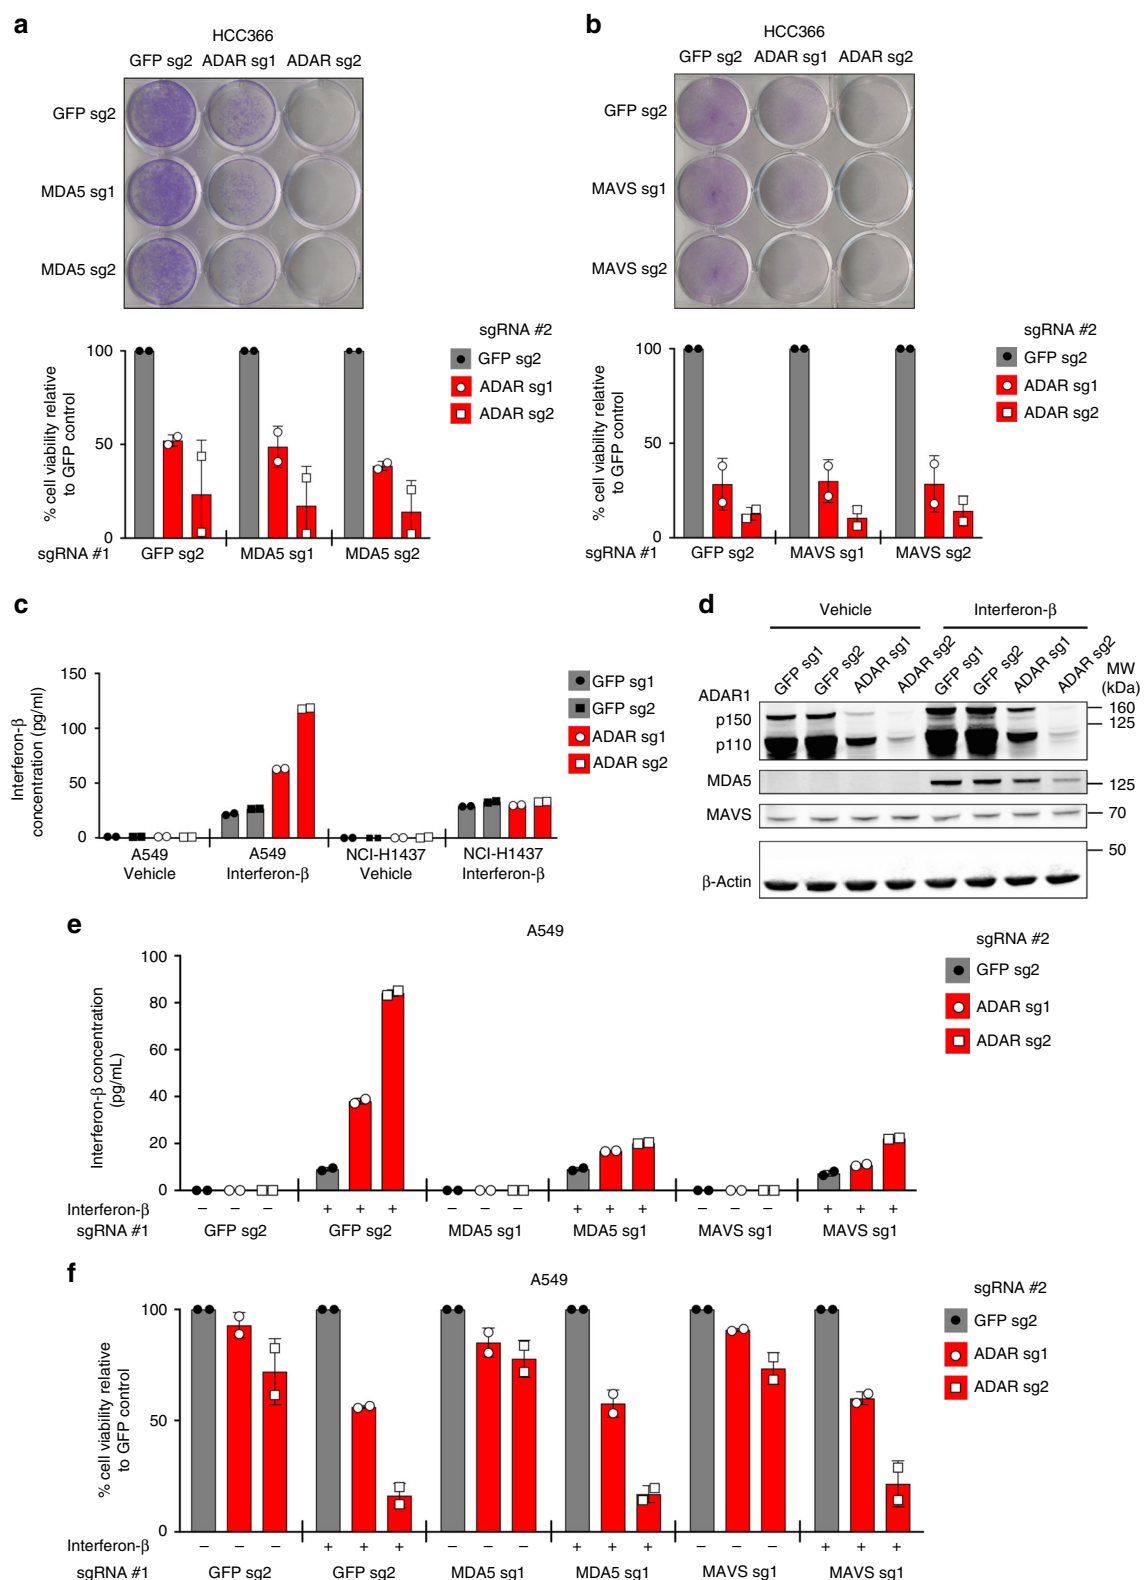 a
HCC366
GFP sg2 ADAR sg1 ADAR sg2
GFP sg2
MDA5 sg1
MDA5 sg2
% cell viability relative
to GFP control
100
50
0
sgRNA #1
GFP sg2 MDA5 sg1 MDA5 sg2
sgRNA #2
GFP sg2
ADAR sg1
ADAR sg2
b
HCC366
GFP sg2 ADAR sg1 ADAR sg2
GFP sg2
MAVS sg1
MAVS sg2
% cell viability relative
to GFP control
100
50
0
sgRNA #1
GFP sg2 MAVS sg1 MAVS sg2
sgRNA #2
GFP sg2
ADAR sg1
ADAR sg2
c
Interferon-β
concentration (pg/ml)
150
100
50
0
A549
Vehicle
A549
Interferon-β
NCI-H1437
Vehicle
NCI-H1437
Interferon-β
GFP sg1
GFP sg2
ADAR sg1
ADAR sg2
d
Vehicle Interferon-β
GFP sg1 GFP sg2 ADAR sg1 ADAR sg2 GFP sg1 GFP sg2 ADAR sg1 ADAR sg2
MW
(kDa)
ADAR1
p150
p110
160
125
MDA5
125
MAVS
70
50
β-Actin
e
A549
Interferon-β concentration
(pg/mL)
100
80
60
40
20
0
Interferon-β
– – – + + + – – – + + + – – – + + +
sgRNA #1
GFP sg2 GFP sg2 MDA5 sg1 MDA5 sg1 MAVS sg1 MAVS sg1
sgRNA #2
GFP sg2
ADAR sg1
ADAR sg2
f
A549
% cell viability relative
to GFP control
100
50
0
Interferon-β
– – – + + + – – – + + + – – – + + +
sgRNA #1
GFP sg2 GFP sg2 MDA5 sg1 MDA5 sg1 MAVS sg1 MAVS sg1
sgRNA #2
GFP sg2
ADAR sg1
ADAR sg2